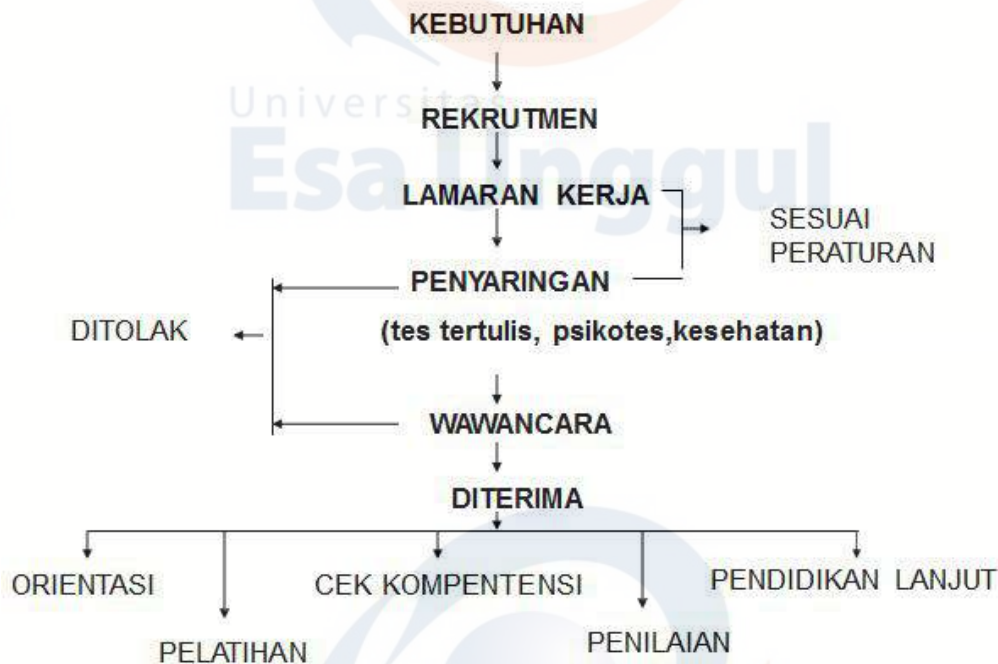 KEBUTUHAN
Universitas
REKRUTMEN
Esa Unggul
LAMARAN KERJA
SESUAI
PERATURAN
PENYARINGAN
DITOLAK
(tes tertulis, psikotes,kesehatan)
WAWANCARA
DITERIMA
ORIENTASI
CEK KOMPENTENSI
PENDIDIKAN LANJUT
PELATIHAN
PENILAIAN